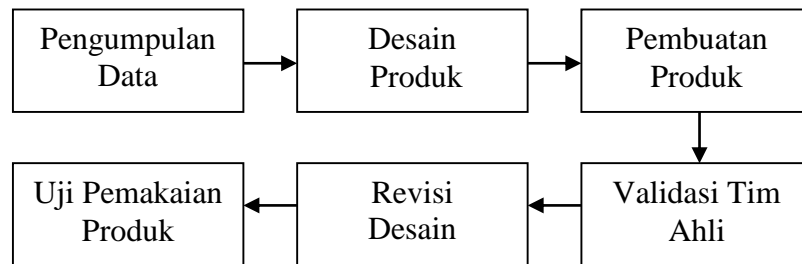 Pengumpulan
Data
Desain
Produk
Pembuatan
Produk
Validasi Tim
Ahli
Revisi
Desain
Uji Pemakaian
Produk